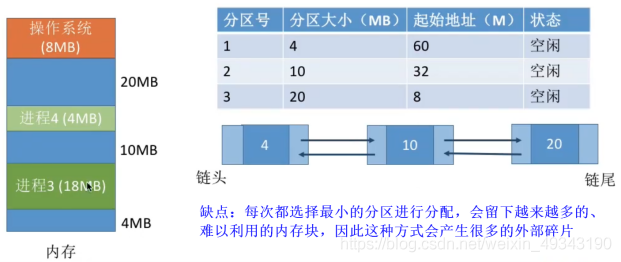 操作系统
(8MB)
20MB
进程4 (4MB)
10MB
进程3 (18MB)
4MB
内存
分区号 分区大小（MB） 起始地址（M） 状态
1 4 60 空闲
2 10 32 空闲
3 20 8 空闲
4 10 20
链头 链尾
缺点：每次都选择最小的分区进行分配，会留下越来越多的、
难以利用的内存块，因此这种方式会产生很多的外部碎片
https://blog.csdn.net/weixin_49343190